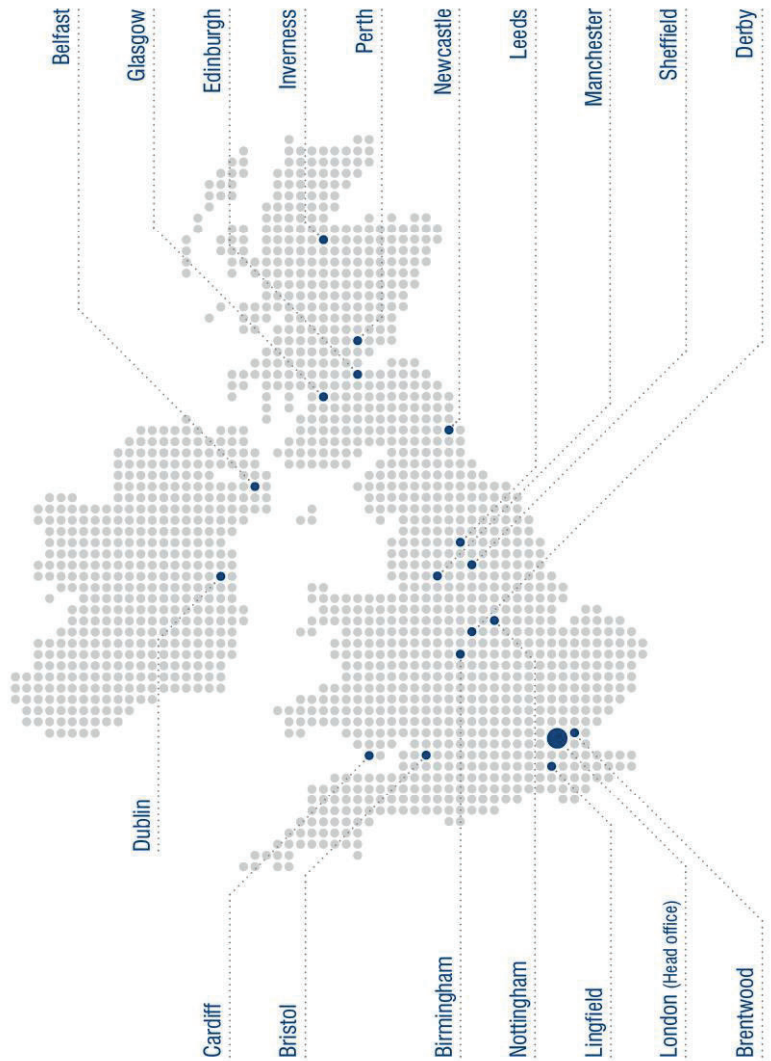 Belfast
Glasgow
Edinburgh
Inverness
Perth
Newcastle
Leeds
Manchester
Sheffield
Derby
Dublin
Cardiff
Bristol
Birmingham
Nottingham
Lingfield
London (Head office)
Brentwood